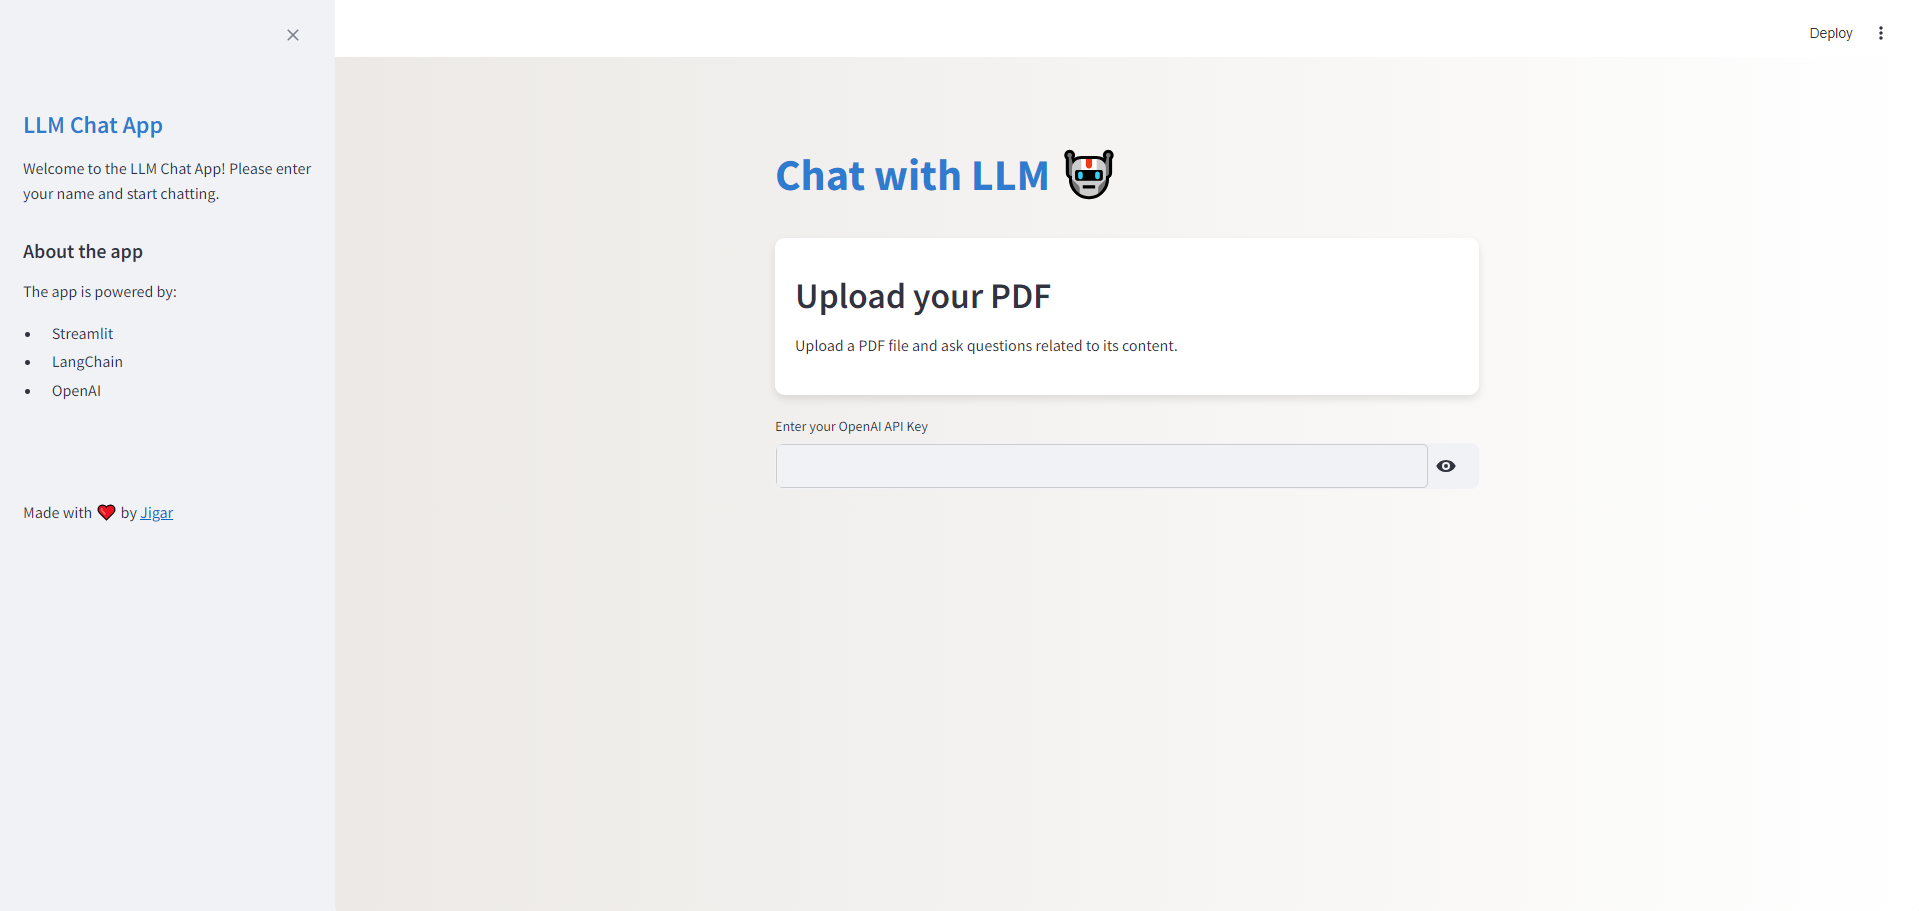 LLM Chat App
Welcome to the LLM Chat App! Please enter
your name and start chatting.
About the app
The app is powered by:
• Streamlit
• LangChain
• OpenAI
Made with ❤️ by Jigar
Deploy
Chat with LLM 🤖
Upload your PDF
Upload a PDF file and ask questions related to its content.
Enter your OpenAI API Key